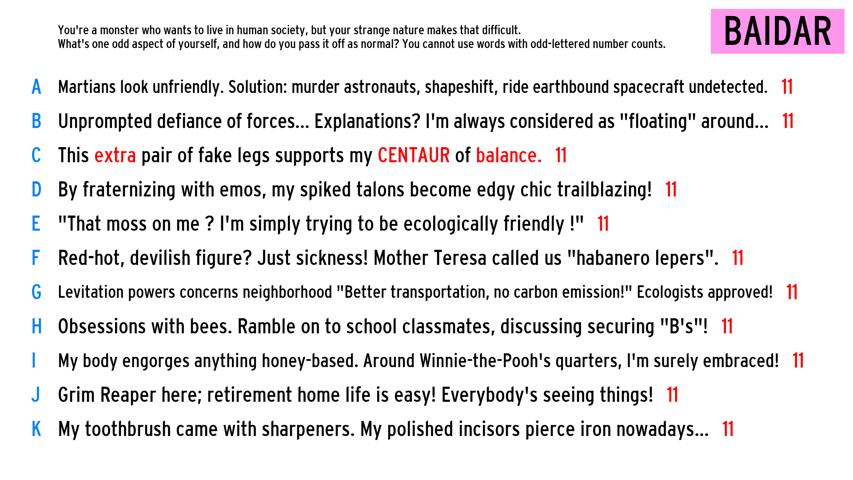 You're a monster who wants to live in human society, but your strange nature makes that difficult.
What's one odd aspect of yourself, and how do you pass it off as normal? You cannot use words with odd-lettered number counts.
BAIDAR
A Martians look unfriendly. Solution: murder astronauts, shapeshift, ride earthbound spacecraft undetected. 11
B Unprompted defiance of forces... Explanations? I'm always considered as "floating" around... 11
C This extra pair of fake legs supports my CENTAUR of balance. 11
D By fraternizing with emos, my spiked talons become edgy chic trailblazing! 11
E "That moss on me ? I'm simply trying to be ecologically friendly !" 11
F Red-hot, devilish figure? Just sickness! Mother Teresa called us "habanero lepers". 11
G Levitation powers concerns neighborhood "Better transportation, no carbon emission!" Ecologists approved! 11
H Obsessions with bees. Ramble on to school classmates, discussing securing "B's"! 11
I My body engorges anything honey-based. Around Winnie-the-Pooh's quarters, I'm surely embraced! 11
J Grim Reaper here; retirement home life is easy! Everybody's seeing things! 11
K My toothbrush came with sharpeners. My polished incisors pierce iron nowadays... 11